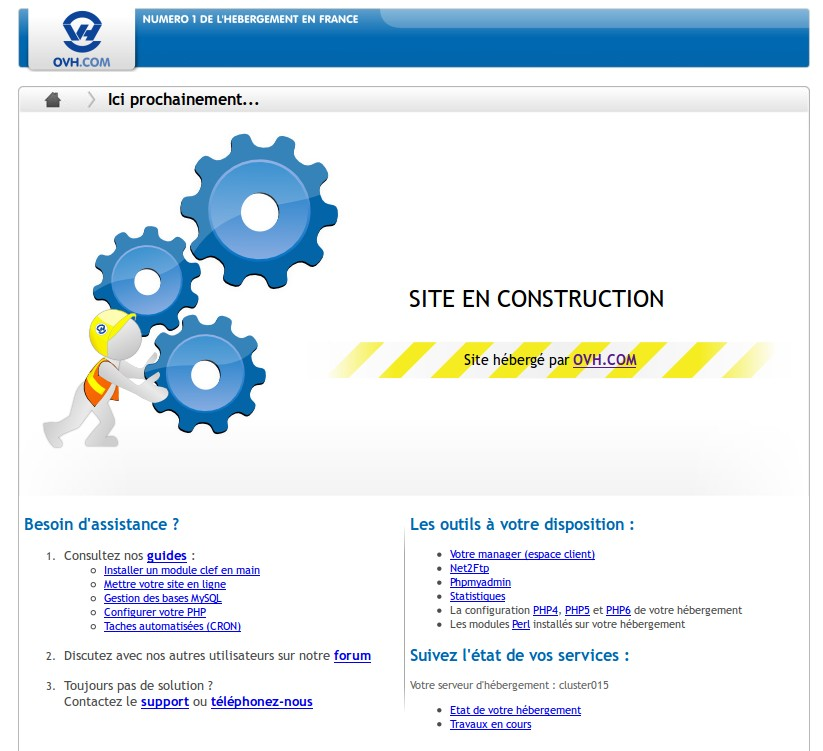 NUMERO 1 DE L'HEBERGEMENT EN FRANCE
OVH.COM
Ici prochainement...
SITE EN CONSTRUCTION
Site hébergé par OVH.COM
Besoin d'assistance ?
1. Consultez nos guides :
Installer un module clef en main
Mettre votre site en ligne
Gestion des bases MySQL
Configurer votre PHP
Taches automatisées (CRON)
2. Discutez avec nos autres utilisateurs sur notre forum
3. Toujours pas de solution ?
Contactez le support ou téléphonez-nous
Les outils à votre disposition :
Votre manager (espace client)
Net2Ftp
Phpmyadmin
Statistiques
La configuration PHP4, PHP5 et PHP6 de votre hébergement
Les modules Perl installés sur votre hébergement
Suivez l'état de vos services :
Votre serveur d'hébergement : cluster015
Etat de votre hébergement
Travaux en cours